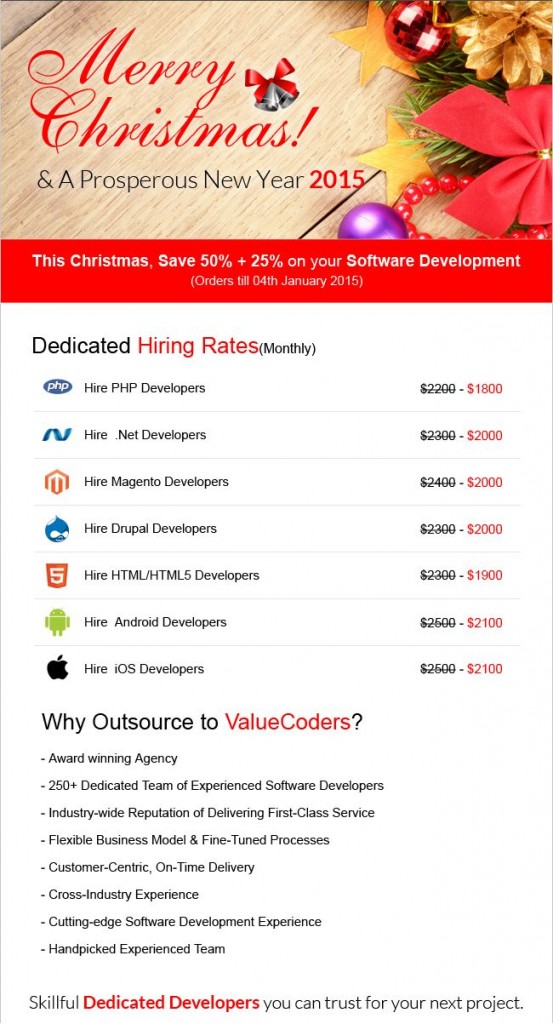 Merry
Christmas!
& A Prosperous New Year 2015
This Christmas, Save 50% + 25% on your Software Development
(Orders till 04th January 2015)
Dedicated Hiring Rates(Monthly)
php Hire PHP Developers $2200 - $1800
Hire .Net Developers $2300 - $2000
Hire Magento Developers $2400 - $2000
Hire Drupal Developers $2300 - $2000
5 Hire HTML/HTML5 Developers $2300 - $1900
Hire Android Developers $2500 - $2100
Hire iOS Developers $2500 - $2100
Why Outsource to ValueCoders?
- Award winning Agency
- 250+ Dedicated Team of Experienced Software Developers
- Industry-wide Reputation of Delivering First-Class Service
- Flexible Business Model & Fine-Tuned Processes
- Customer-Centric, On-Time Delivery
- Cross-Industry Experience
- Cutting-edge Software Development Experience
- Handpicked Experienced Team
Skillful Dedicated Developers you can trust for your next project.